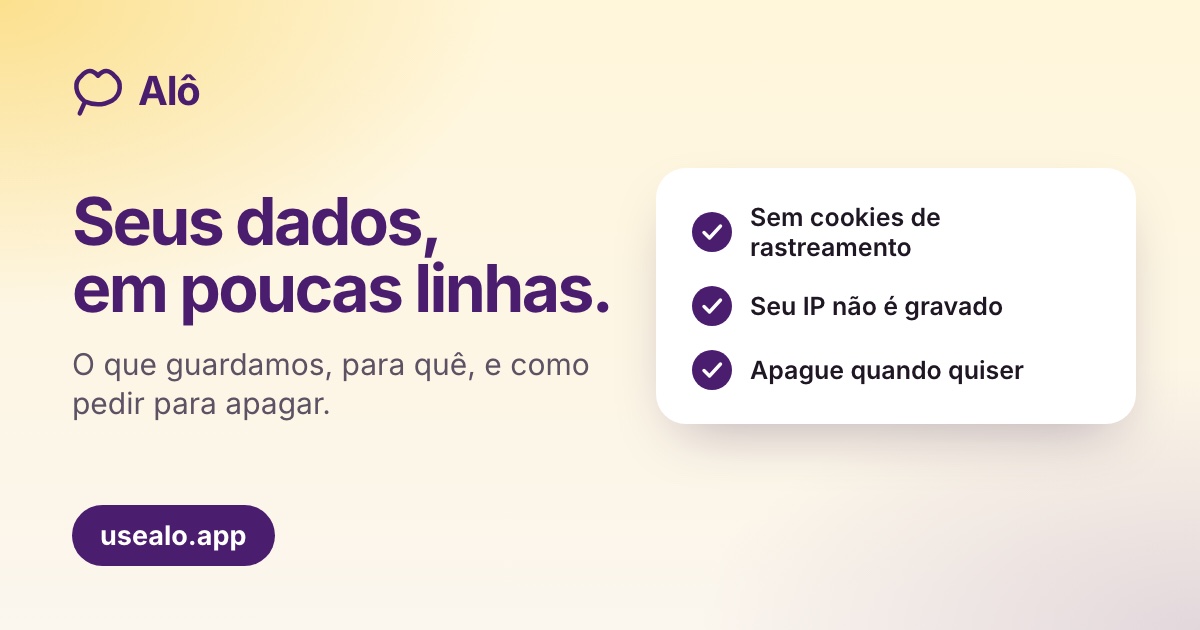 Alô
Seus dados,
em poucas linhas.
O que guardamos, para quê, e como
pedir para apagar.
usealo.app
Sem cookies de
rastreamento
Seu IP não é gravado
Apague quando quiser